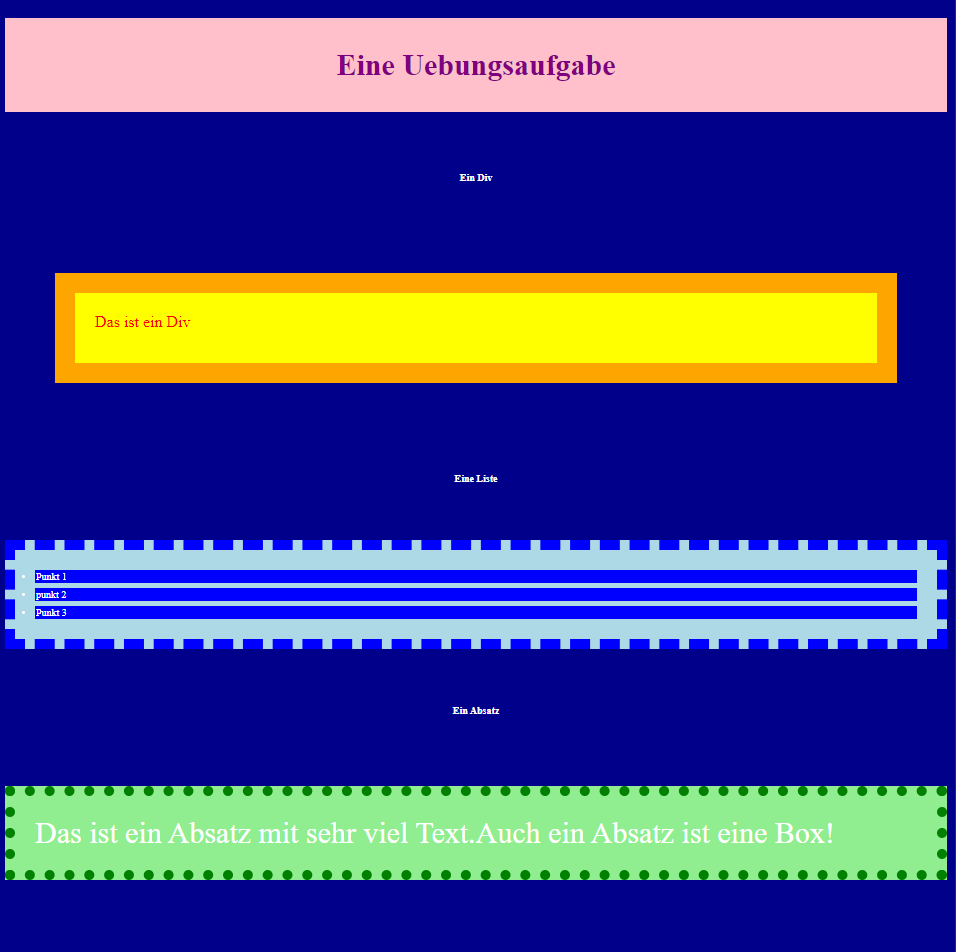 Eine Uebungsaufgabe
Ein Div
Das ist ein Div
Eine Liste
Punkt 1
punkt 2
Punkt 3
Ein Absatz
Das ist ein Absatz mit sehr viel Text.Auch ein Absatz ist eine Box!